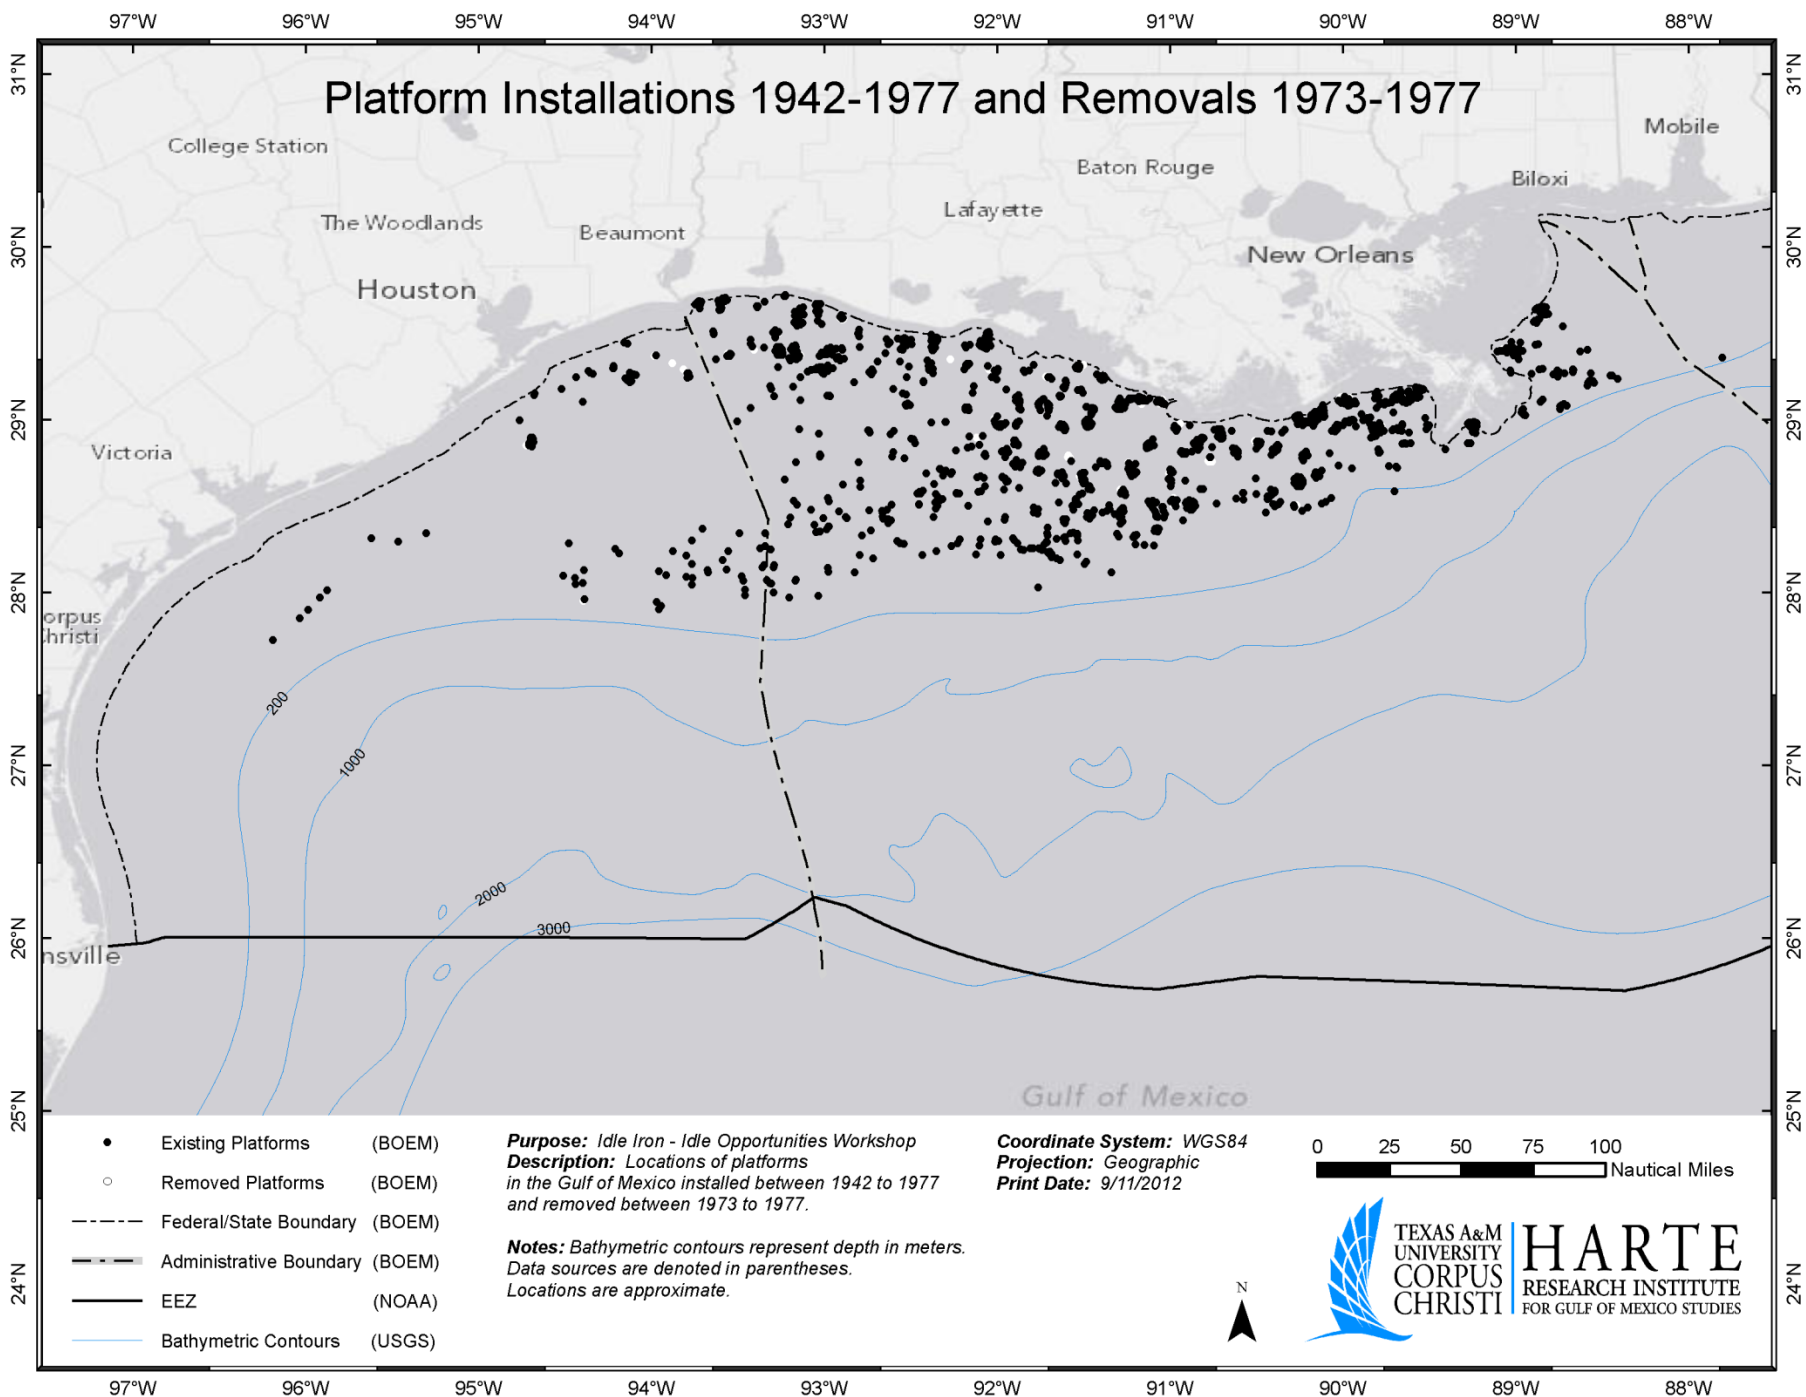 97°W 96°W 95°W 94°W 93°W 92°W 91°W 90°W 89°W 88°W
31°N 31°N
Platform Installations 1942-1977 and Removals 1973-1977
Mobile
College Station
Baton Rouge
Biloxi
Lafayette
The Woodlands
Beaumont
30°N 30°N
New Orleans
Houston
29°N 29°N
Victoria
28°N 28°N
orpus
Christi
200
27°N 1000 27°N
2000
3000
26°N 26°N
nsville
Gulf of Mexico
25°N 25°N
Existing Platforms (BOEM)
Removed Platforms (BOEM)
Federal/State Boundary (BOEM)
Administrative Boundary (BOEM)
EEZ (NOAA)
Bathymetric Contours (USGS)
Purpose: Idle Iron - Idle Opportunities Workshop
Description: Locations of platforms
in the Gulf of Mexico installed between 1942 to 1977
and removed between 1973 to 1977.
Notes: Bathymetric contours represent depth in meters.
Data sources are denoted in parentheses.
Locations are approximate.
Coordinate System: WGS84
Projection: Geographic
Print Date: 9/11/2012
0 25 50 75 100
Nautical Miles
N
TEXAS A&M
UNIVERSITY
CORPUS
CHRISTI
HARTE
RESEARCH INSTITUTE
FOR GULF OF MEXICO STUDIES
24°N 24°N
97°W 96°W 95°W 94°W 93°W 92°W 91°W 90°W 89°W 88°W